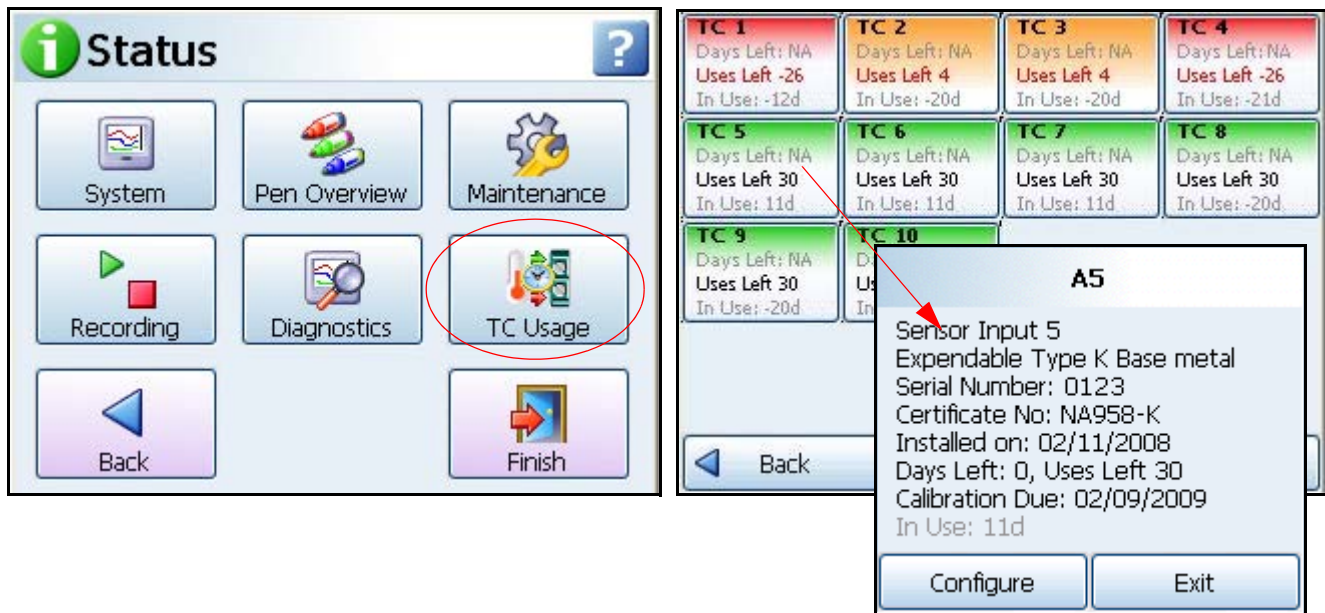 Status
?
System
Pen Overview
Maintenance
Recording
Diagnostics
TC Usage
Back
Finish
TC 1
Days Left: NA
Uses Left -26
In Use: -12d
TC 2
Days Left: NA
Uses Left 4
In Use: -20d
TC 3
Days Left: NA
Uses Left 4
In Use: -20d
TC 4
Days Left: NA
Uses Left -26
In Use: -21d
TC 5
Days Left: NA
Uses Left 30
In Use: 11d
TC 6
Days Left: NA
Uses Left 30
In Use: 11d
TC 7
Days Left: NA
Uses Left 30
In Use: 11d
TC 8
Days Left: NA
Uses Left 30
In Use: -20d
TC 9
Days Left: NA
Uses Left 30
In Use: -20d
TC 10
Back
A5
Sensor Input 5
Expendable Type K Base metal
Serial Number: 0123
Certificate No: NA958-K
Installed on: 02/11/2008
Days Left: 0, Uses Left 30
Calibration Due: 02/09/2009
In Use: 11d
Configure
Exit